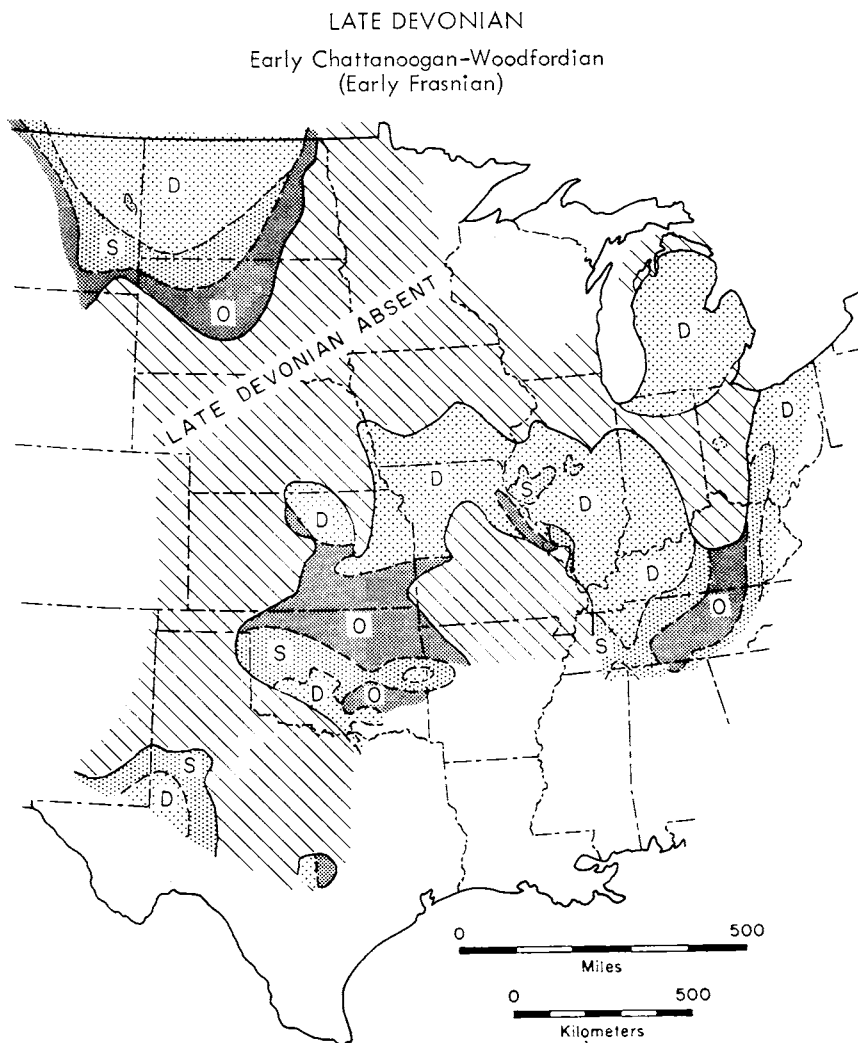 LATE DEVONIAN
Early Chattanoogan-Woodfordian
(Early Frasnian)
D
S
O
LATE DEVONIAN ABSENT
D
D
S
D
D
D
D
O
O
S
S
D
O
S
D
0 500
Miles
0 500
Kilometers